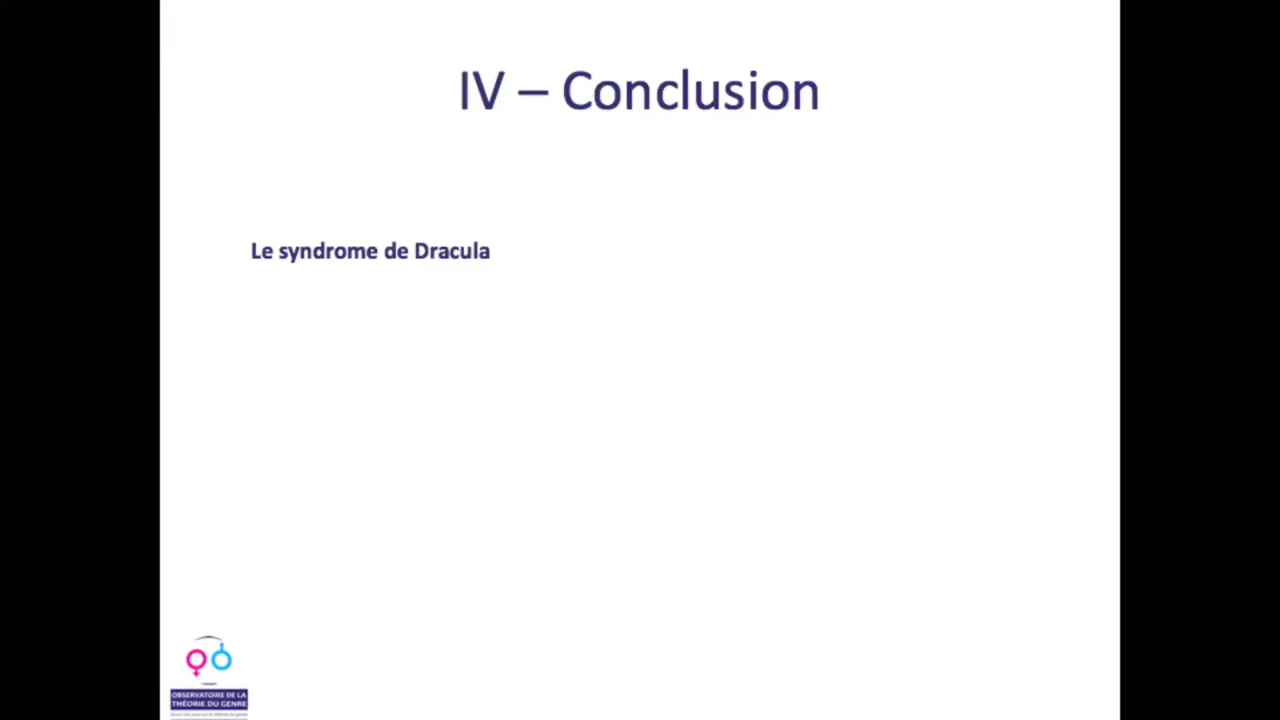 IV – Conclusion
Le syndrome de Dracula
OBSERVATOIRE DE LA
THÉORIE DU GENRE